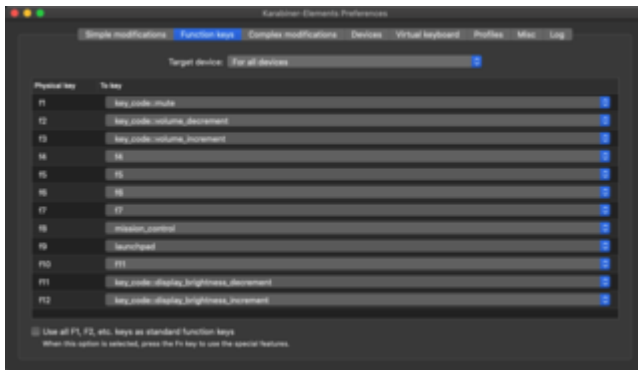 Karabiner-Elements Preferences
Simple modifications Function keys Complex modifications Devices Virtual keyboard Profiles Misc Log
Target device: For all devices
Physical key To key
f1 key_code::mute
f2 key_code::volume_decrement
f3 key_code::volume_increment
f4 f4
f5 f5
f6 f6
f7 f7
f8 mission_control
f9 launchpad
f10 f11
f11 key_code::display_brightness_decrement
f12 key_code::display_brightness_increment
Use all F1, F2, etc. keys as standard function keys
When this option is selected, press the Fn key to use the special features.